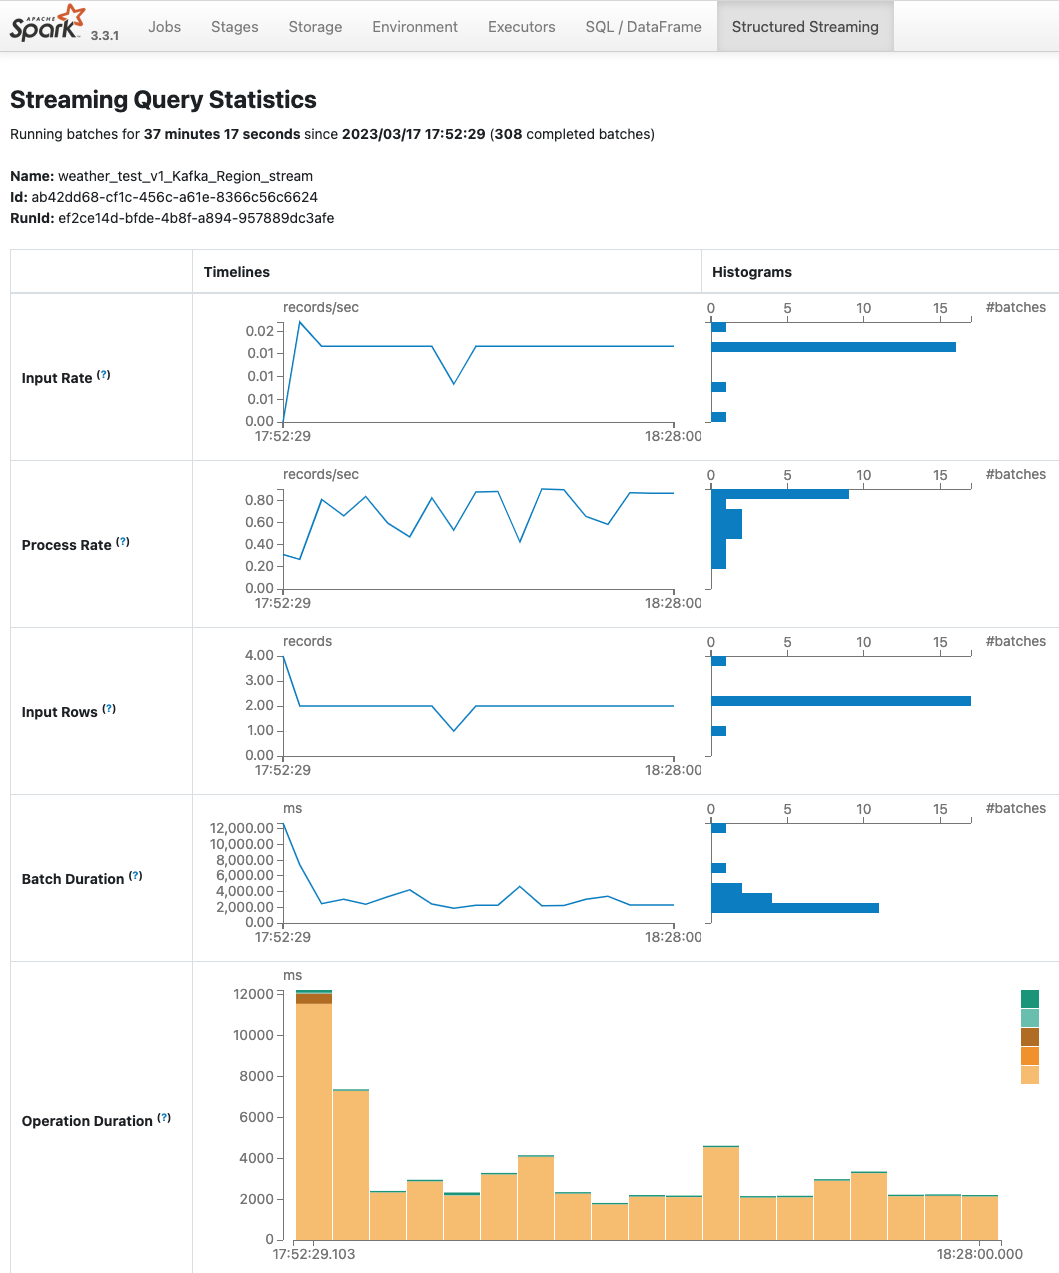 APACHE
Spark 3.3.1 Jobs Stages Storage Environment Executors SQL / DataFrame Structured Streaming
Streaming Query Statistics
Running batches for 37 minutes 17 seconds since 2023/03/17 17:52:29 (308 completed batches)
Name: weather_test_v1_Kafka_Region_stream
Id: ab42dd68-cf1c-456c-a61e-8366c56c6624
RunId: ef2ce14d-bfde-4b8f-a894-957889dc3afe
Timelines Histograms
Input Rate (?)
records/sec
0.02
0.01
0.01
0.01
0.00
17:52:29 18:28:00
0 5 10 15 #batches
Process Rate (?)
records/sec
0.80
0.60
0.40
0.20
0.00
17:52:29 18:28:00
0 5 10 15 #batches
Input Rows (?)
records
4.00
3.00
2.00
1.00
0.00
17:52:29 18:28:00
0 5 10 15 #batches
Batch Duration (?)
ms
12,000.00
10,000.00
8,000.00
6,000.00
4,000.00
2,000.00
0.00
17:52:29 18:28:00
0 5 10 15 #batches
Operation Duration (?)
ms
12000
10000
8000
6000
4000
2000
0
17:52:29.103 18:28:00.000